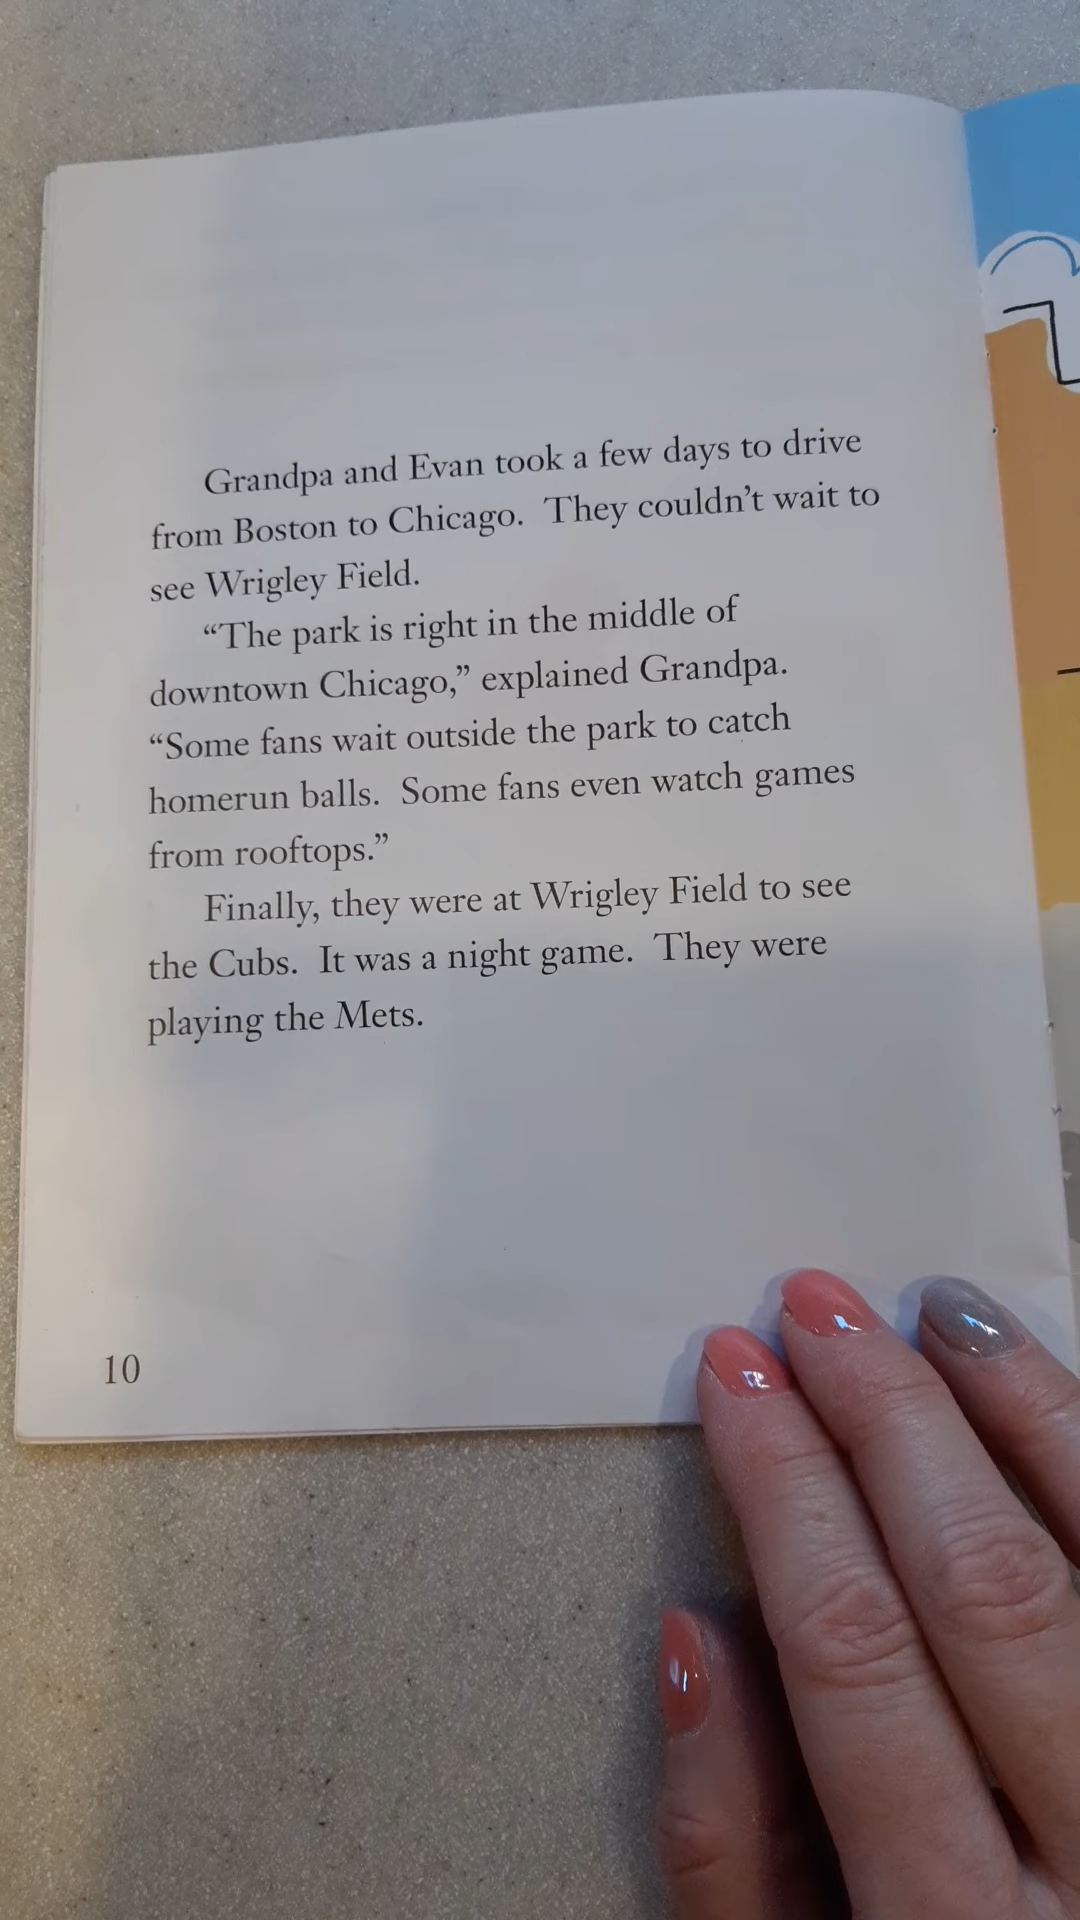 Grandpa and Evan took a few days to drive
from Boston to Chicago.  They couldn’t wait to
see Wrigley Field.
“The park is right in the middle of
downtown Chicago,” explained Grandpa.
“Some fans wait outside the park to catch
homerun balls.  Some fans even watch games
from rooftops.”
Finally, they were at Wrigley Field to see
the Cubs.  It was a night game.  They were
playing the Mets.
10